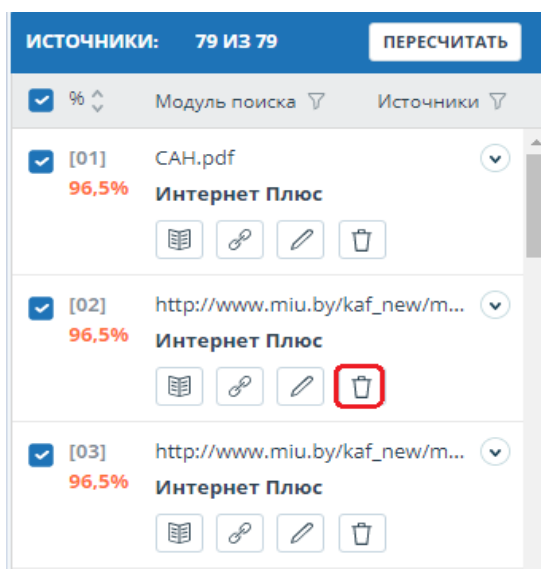 ИСТОЧНИКИ: 79 ИЗ 79 ПЕРЕСЧИТАТЬ
% Модуль поиска Источники
[01] САН.pdf
96,5% Интернет Плюс
[02] http://www.miu.by/kaf_new/m...
96,5% Интернет Плюс
[03] http://www.miu.by/kaf_new/m...
96,5% Интернет Плюс